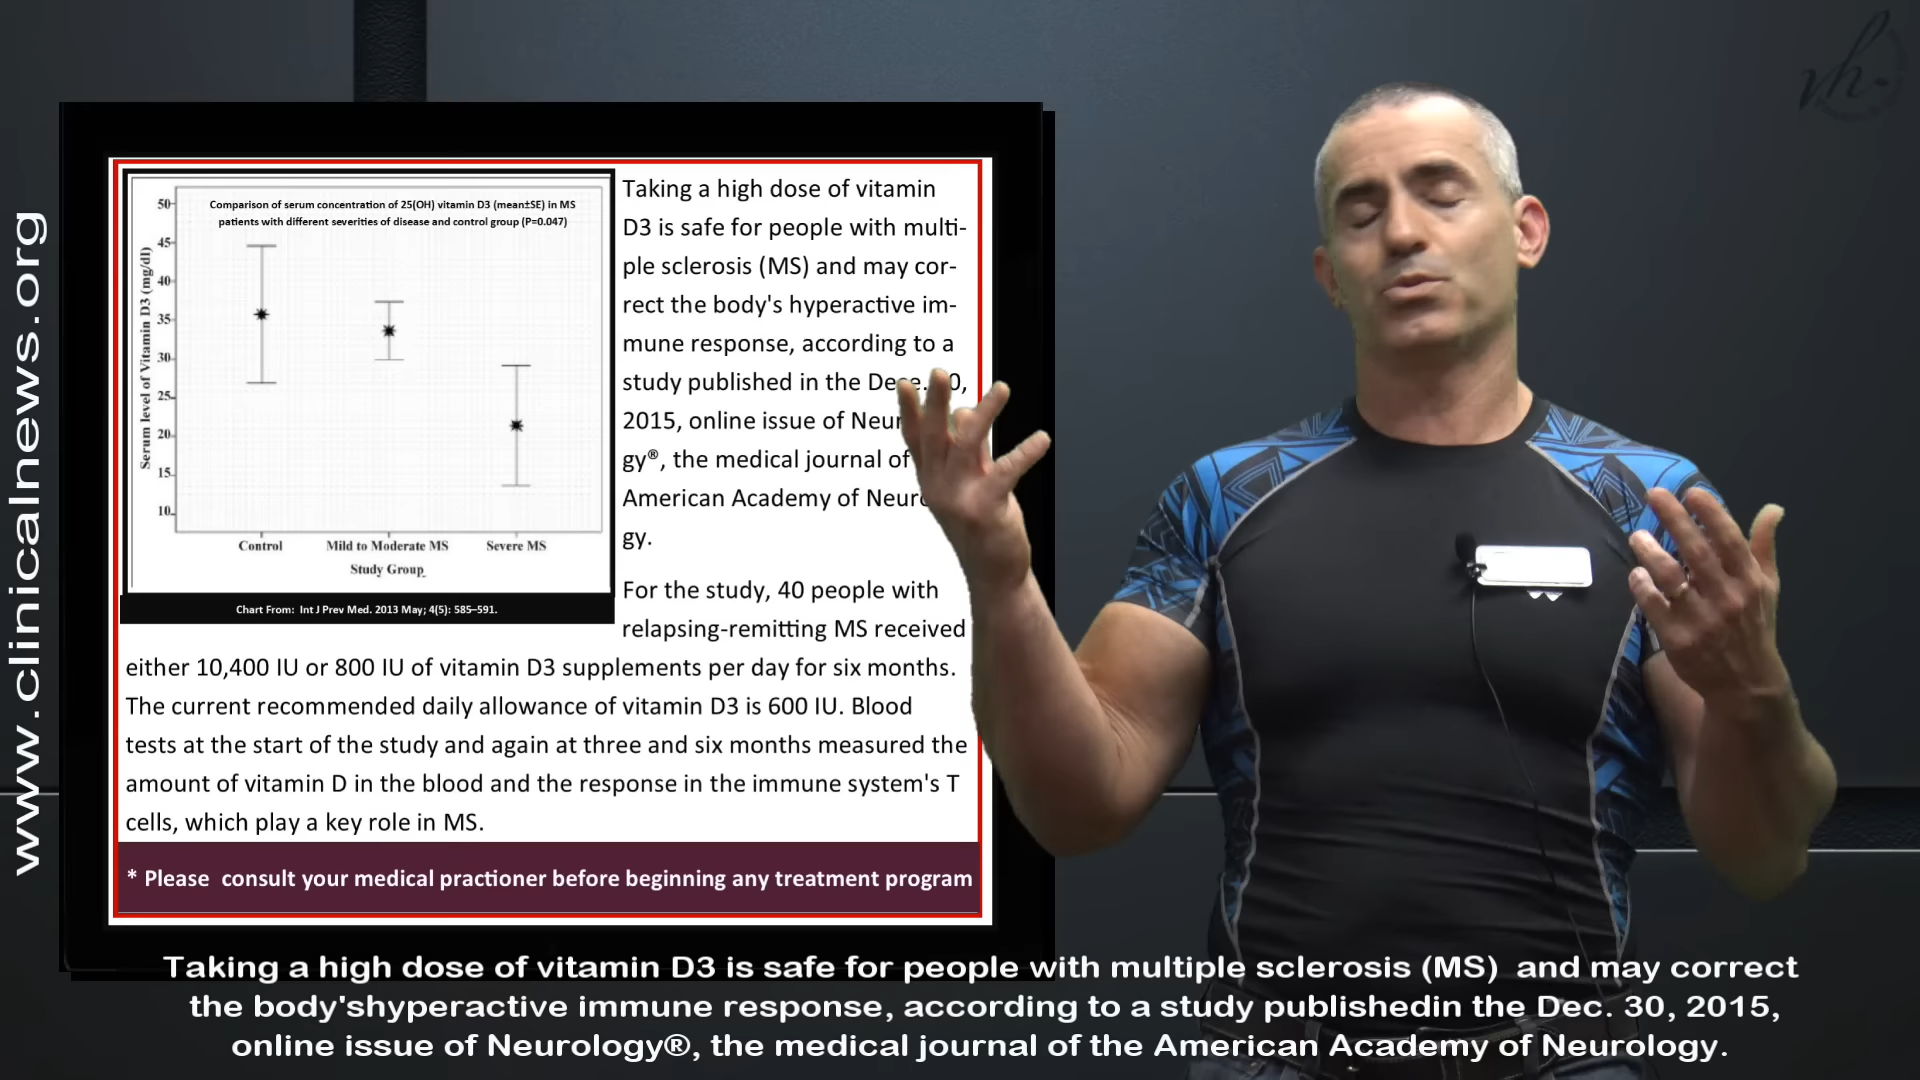 www.clinicalnews.org
Comparison of serum concentration of 25(OH) vitamin D3 (mean±SE) in MS
patients with different severities of disease and control group (P=0.047)
Serum level of Vitamin D3 (mg/dl)
50
45
40
35
30
25
20
15
10
Control Mild to Moderate MS Severe MS
Study Group
Chart From: Int J Prev Med. 2013 May; 4(5): 585–591.
Taking a high dose of vitamin
D3 is safe for people with multi-
ple sclerosis (MS) and may cor-
rect the body's hyperactive im-
mune response, according to a
study published in the
2015, online issue of
gy®, the medical journal of
American Academy of
gy.
For the study, 40 people with
relapsing-remitting MS received
either 10,400 IU or 800 IU of vitamin D3 supplements per day for six months.
The current recommended daily allowance of vitamin D3 is 600 IU. Blood
tests at the start of the study and again at three and six months measured the
amount of vitamin D in the blood and the response in the immune system's T
cells, which play a key role in MS.
* Please consult your medical practioner before beginning any treatment program
Taking a high dose of vitamin D3 is safe for people with multiple sclerosis (MS) and may correct
the body'shyperactive immune response, according to a study publishedin the Dec. 30, 2015,
online issue of Neurology®, the medical journal of the American Academy of Neurology.
vh.